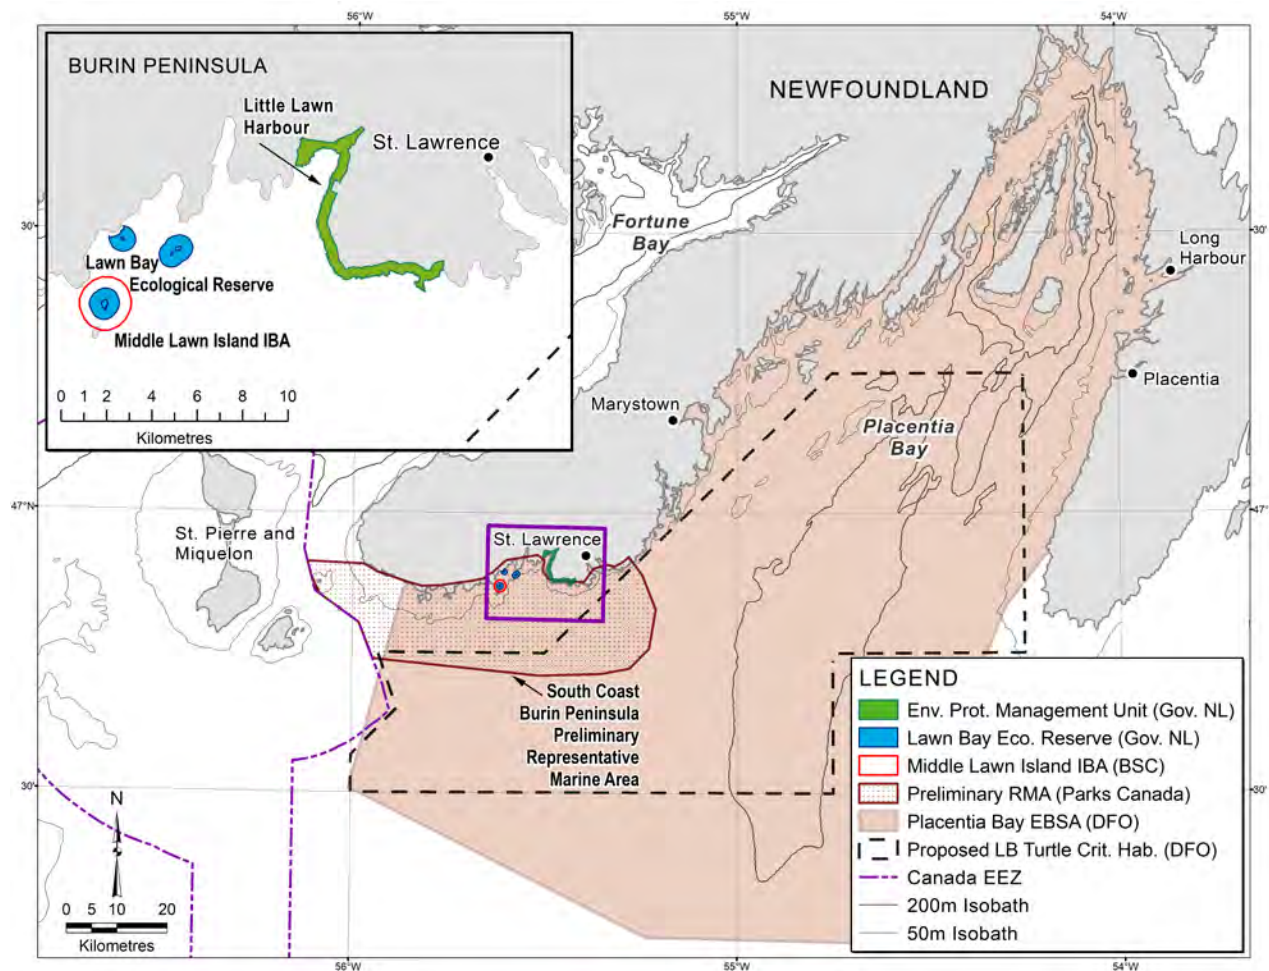 56°W
55°W
54°W
BURIN PENINSULA
Little Lawn
Harbour
St. Lawrence
Lawn Bay
Ecological Reserve
Middle Lawn Island IBA
0 2 4 6 8 10
Kilometres
NEWFOUNDLAND
Fortune
Bay
30'
30'
Long
Harbour
Placentia
Marystown
Placentia
Bay
47°N
47°N
St. Pierre and
Miquelon
St. Lawrence
South Coast
Burin Peninsula
Preliminary
Representative
Marine Area
30'
30'
N
0 5 10 20
Kilometres
LEGEND
Env. Prot. Management Unit (Gov. NL)
Lawn Bay Eco. Reserve (Gov. NL)
Middle Lawn Island IBA (BSC)
Preliminary RMA (Parks Canada)
Placentia Bay EBSA (DFO)
Proposed LB Turtle Crit. Hab. (DFO)
Canada EEZ
200m Isobath
50m Isobath
56°W
55°W
54°W